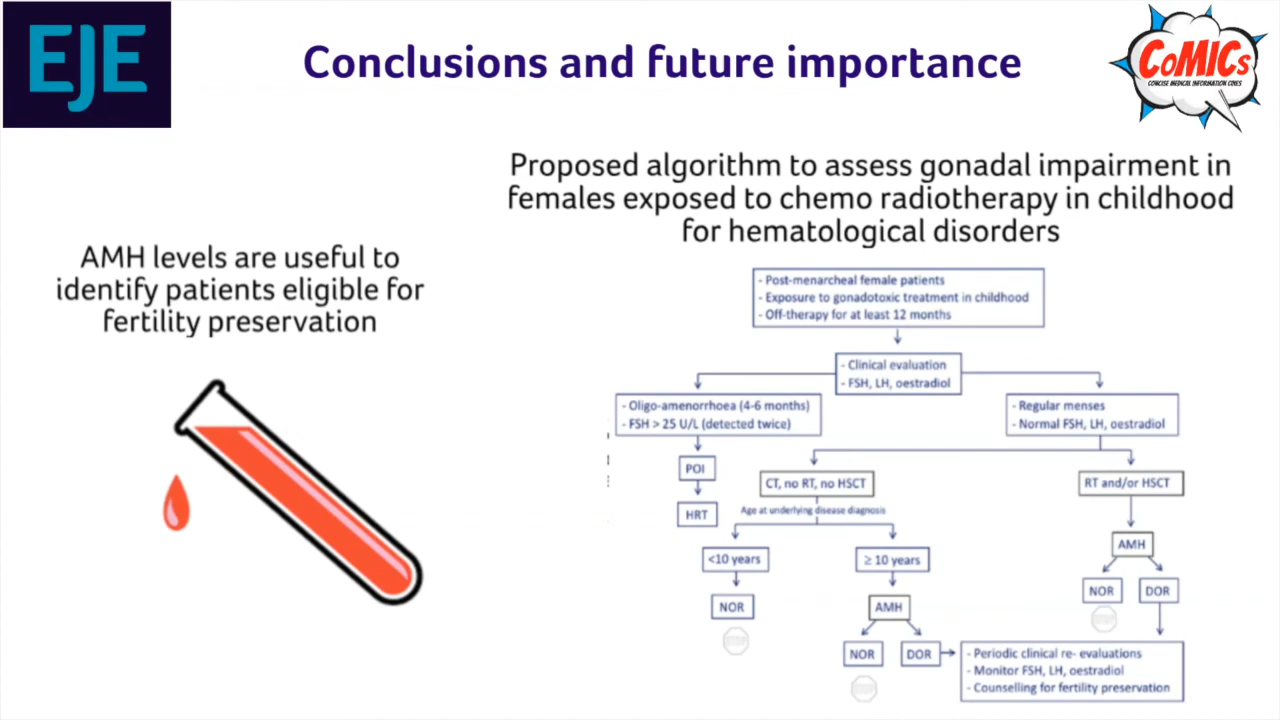 EJE
Conclusions and future importance
CoMICs
CONCISE MEDICAL INFORMATION CINES
Proposed algorithm to assess gonadal impairment in
females exposed to chemo radiotherapy in childhood
for hematological disorders
AMH levels are useful to
identify patients eligible for
fertility preservation
- Post-menarcheal female patients
- Exposure to gonadotoxic treatment in childhood
- Off-therapy for at least 12 months
- Clinical evaluation
- FSH, LH, oestradiol
- Oligo-amenorrhoea (4-6 months)
- FSH > 25 U/L (detected twice)
- Regular menses
- Normal FSH, LH, oestradiol
POI
HRT
CT, no RT, no HSCT
RT and/or HSCT
Age at underlying disease diagnosis
<10 years
≥ 10 years
AMH
NOR
DOR
NOR
AMH
NOR
DOR
- Periodic clinical re- evaluations
- Monitor FSH, LH, oestradiol
- Counselling for fertility preservation